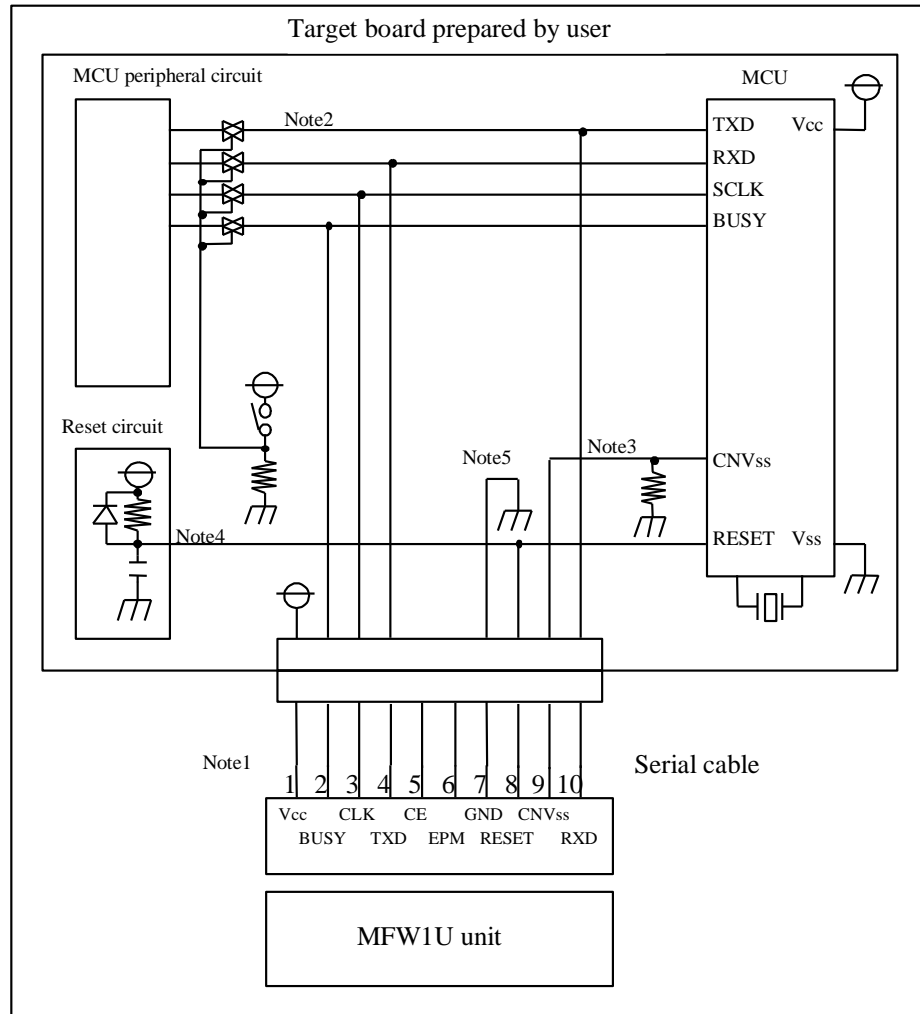 Target board prepared by user
MCU peripheral circuit
MCU
Note2
TXD
Vcc
RXD
SCLK
BUSY
Reset circuit
Note3
CNVss
Note5
Note4
RESET
Vss
Note1
Serial cable
1 2 3 4 5 6 7 8 9 10
Vcc CLK CE GND CNVss
BUSY TXD EPM RESET RXD
MFW1U unit